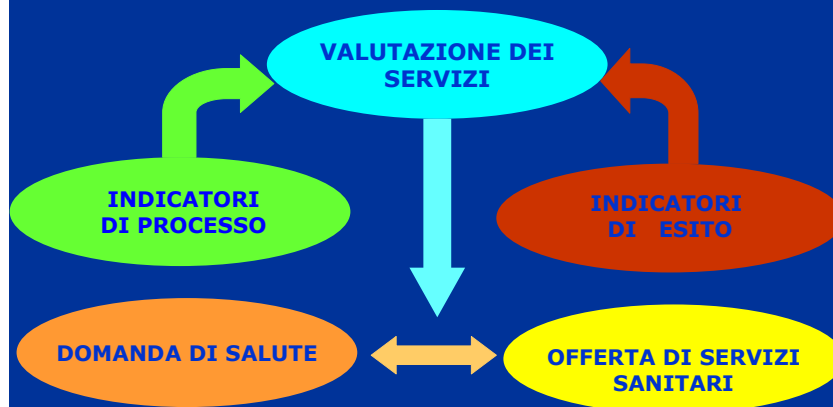 VALUTAZIONE DEI
SERVIZI
INDICATORI
DI PROCESSO
INDICATORI
DI ESITO
DOMANDA DI SALUTE
OFFERTA DI SERVIZI
SANITARI